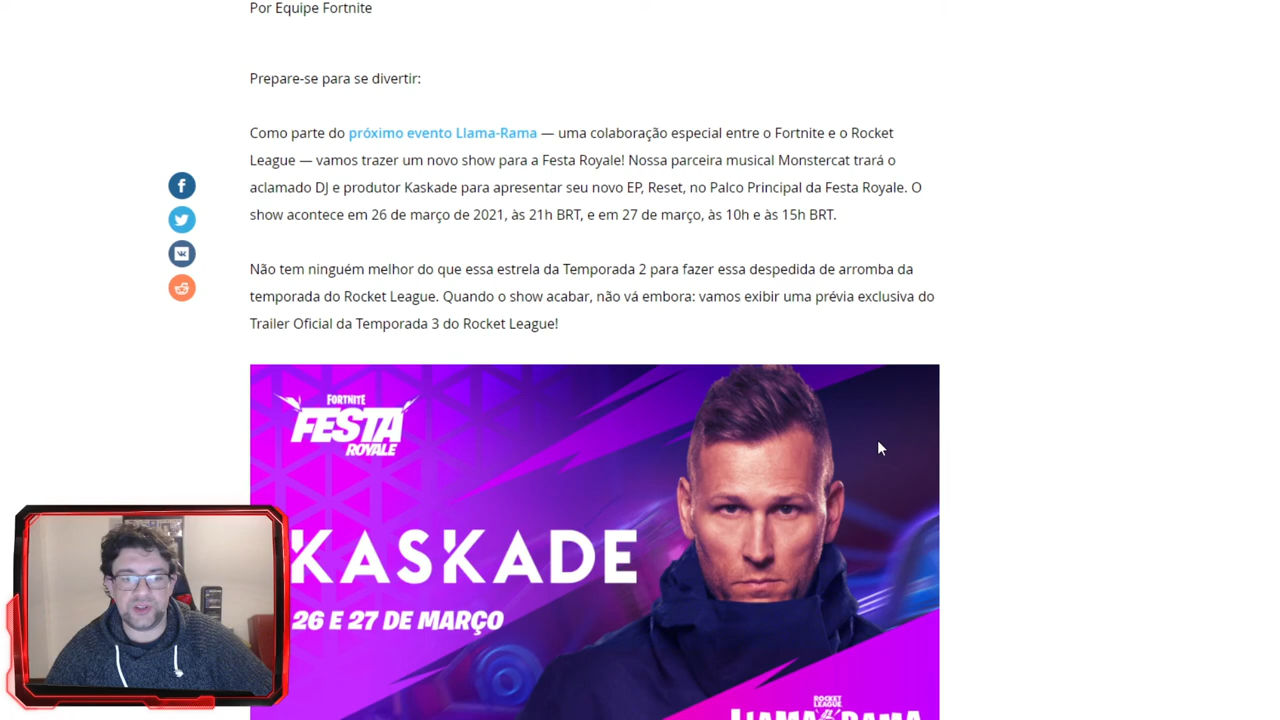 Por Equipe Fortnite
Prepare-se para se divertir:
Como parte do próximo evento Llama-Rama — uma colaboração especial entre o Fortnite e o Rocket
League — vamos trazer um novo show para a Festa Royale! Nossa parceira musical Monstercat trará o
aclamado DJ e produtor Kaskade para apresentar seu novo EP, Reset, no Palco Principal da Festa Royale. O
show acontece em 26 de março de 2021, às 21h BRT, e em 27 de março, às 10h e às 15h BRT.
Não tem ninguém melhor do que essa estrela da Temporada 2 para fazer essa despedida de arromba da
temporada do Rocket League. Quando o show acabar, não vá embora: vamos exibir uma prévia exclusiva do
Trailer Oficial da Temporada 3 do Rocket League!
FORTNITE
FESTA
ROYALE
KASKADE
26 E 27 DE MARÇO
ROCKET
LEAGUE
LLAMA-RAMA